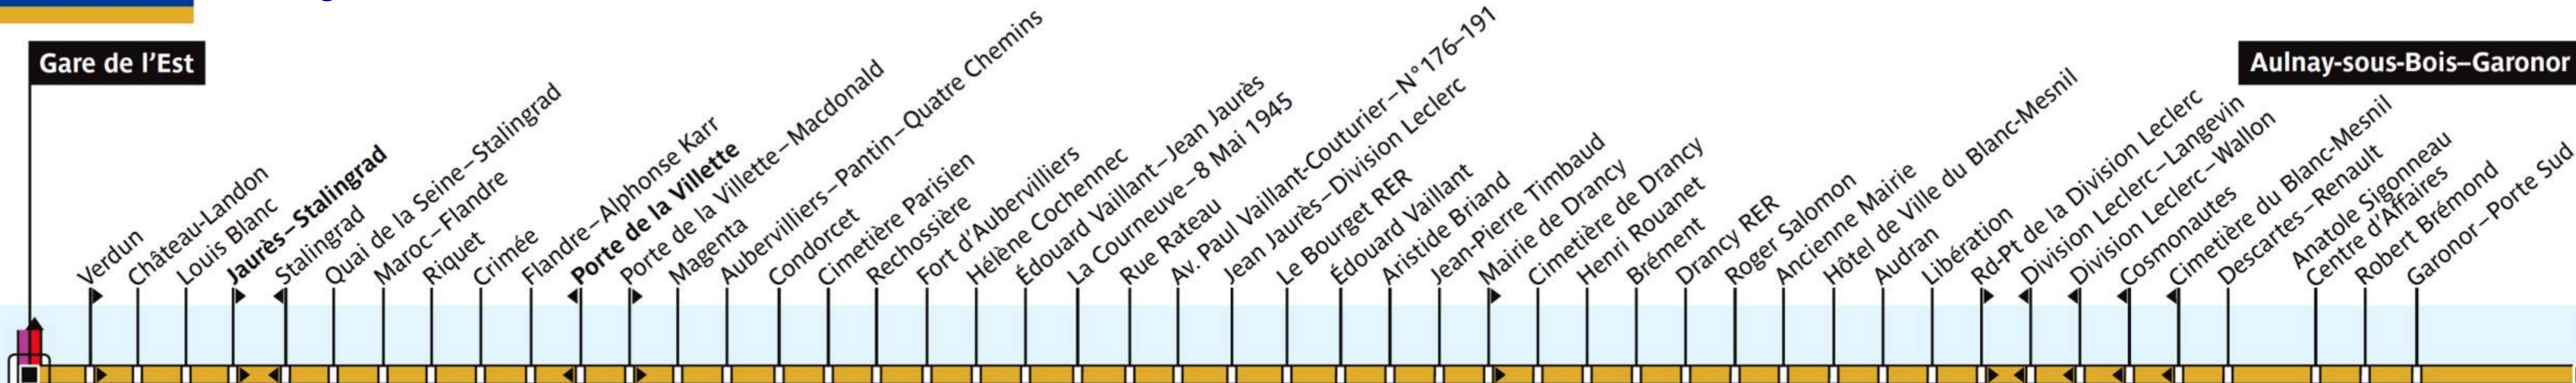 Gare de l'Est
Verdun
Château-Landon
Louis Blanc
Jaurès–Stalingrad
Stalingrad
Quai de la Seine–Stalingrad
Maroc–Flandre
Riquet
Crimée
Flandre–Alphonse Karr
Porte de la Villette
Porte de la Villette–Macdonald
Magenta
Aubervilliers–Pantin–Quatre Chemins
Condorcet
Cimetière Parisien
Rechossière
Fort d'Aubervilliers
Hélène Cochennec
Édouard Vaillant–Jean Jaurès
La Courneuve–8 Mai 1945
Rue Rateau
Av. Paul Vaillant-Couturier–N°176–191
Jean Jaurès–Division Leclerc
Le Bourget RER
Édouard Vaillant
Aristide Briand
Jean-Pierre Timbaud
Mairie de Drancy
Cimetière de Drancy
Henri Rouanet
Brément
Drancy RER
Roger Salomon
Ancienne Mairie
Hôtel de Ville du Blanc-Mesnil
Audran
Libération
Rd-Pt de la Division Leclerc
Division Leclerc–Langevin
Division Leclerc–Wallon
Cosmonautes
Cimetière du Blanc-Mesnil
Descartes–Renault
Anatole Sigonneau
Centre d'Affaires
Robert Brémond
Garonor–Porte Sud
Aulnay-sous-Bois–Garonor